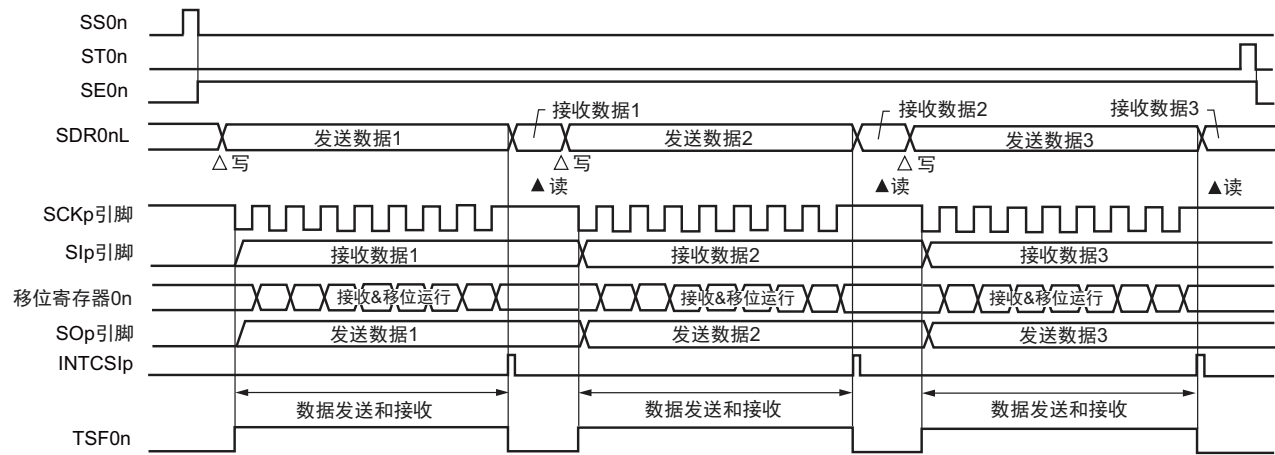 SS0n
ST0n
SE0n
接收数据1 接收数据2 接收数据3
SDR0nL 发送数据1 发送数据2 发送数据3
△写 △写 △写
▲读 ▲读 ▲读
SCKp引脚
SIp引脚 接收数据1 接收数据2 接收数据3
移位寄存器0n 接收&移位运行 接收&移位运行 接收&移位运行
SOp引脚 发送数据1 发送数据2 发送数据3
INTCSIp
数据发送和接收 数据发送和接收 数据发送和接收
TSF0n